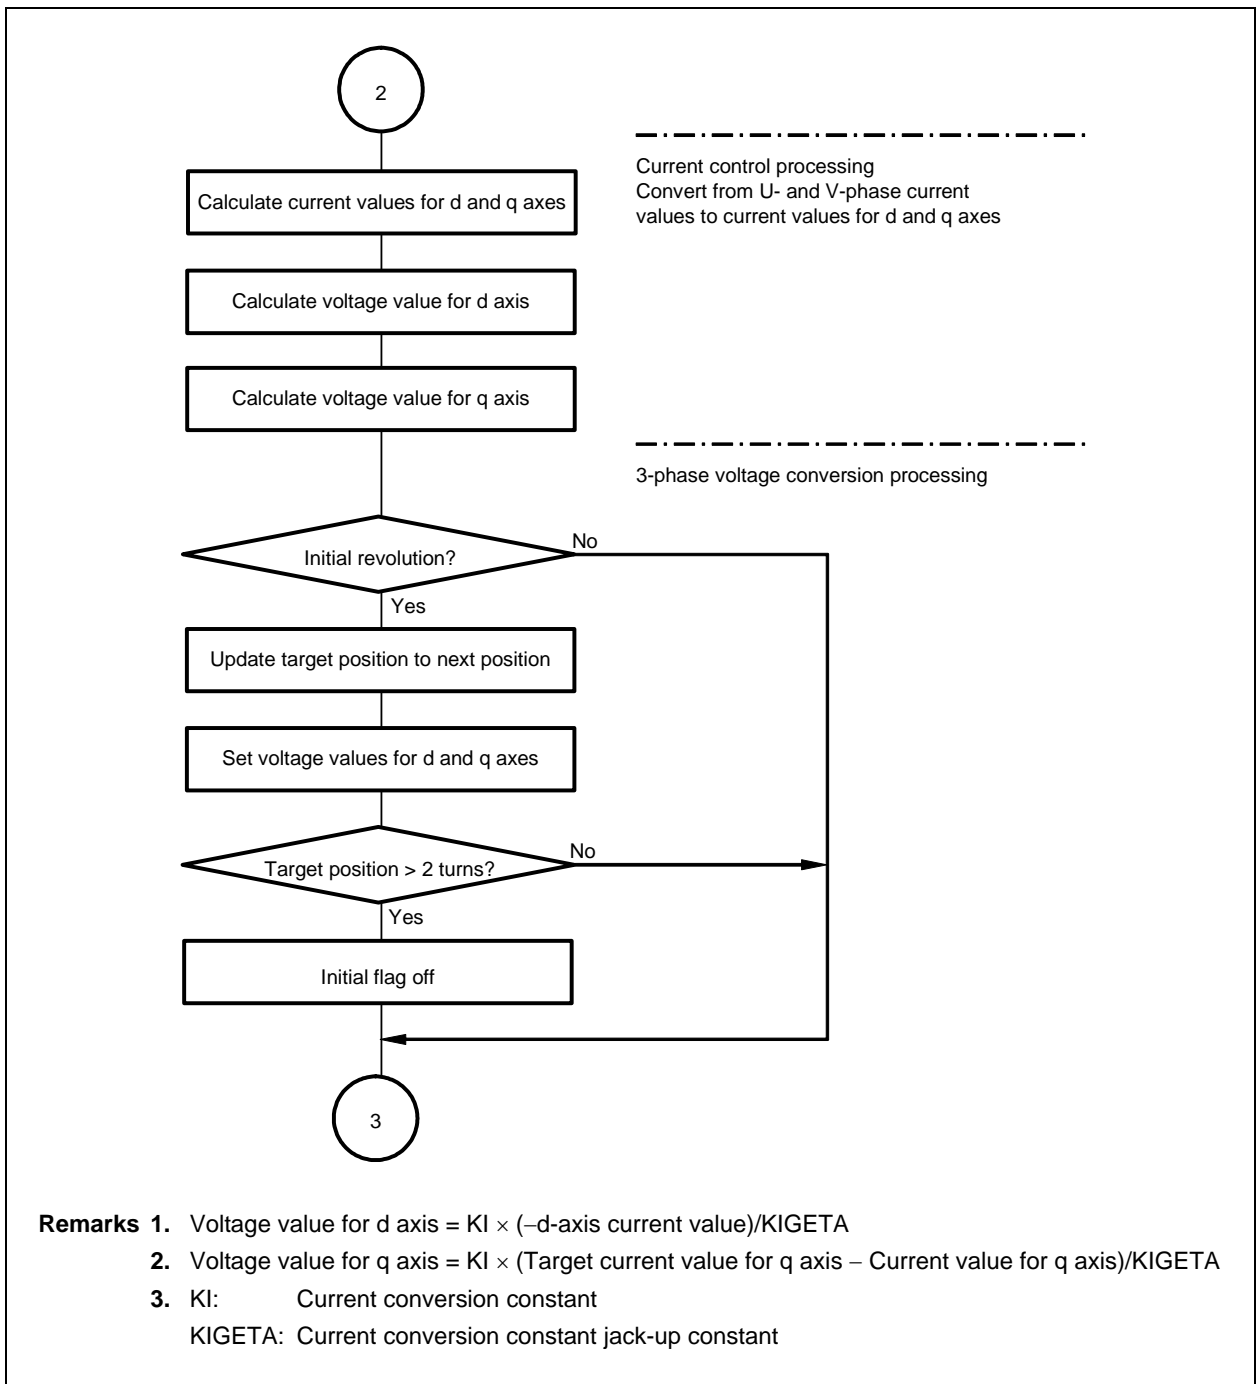 2
Current control processing
Convert from U- and V-phase current
values to current values for d and q axes
Calculate current values for d and q axes
Calculate voltage value for d axis
Calculate voltage value for q axis
3-phase voltage conversion processing
Initial revolution?
No
Yes
Update target position to next position
Set voltage values for d and q axes
Target position > 2 turns?
No
Yes
Initial flag off
3
Remarks 1. Voltage value for d axis = KI × (−d-axis current value)/KIGETA
2. Voltage value for q axis = KI × (Target current value for q axis − Current value for q axis)/KIGETA
3. KI: Current conversion constant
KIGETA: Current conversion constant jack-up constant